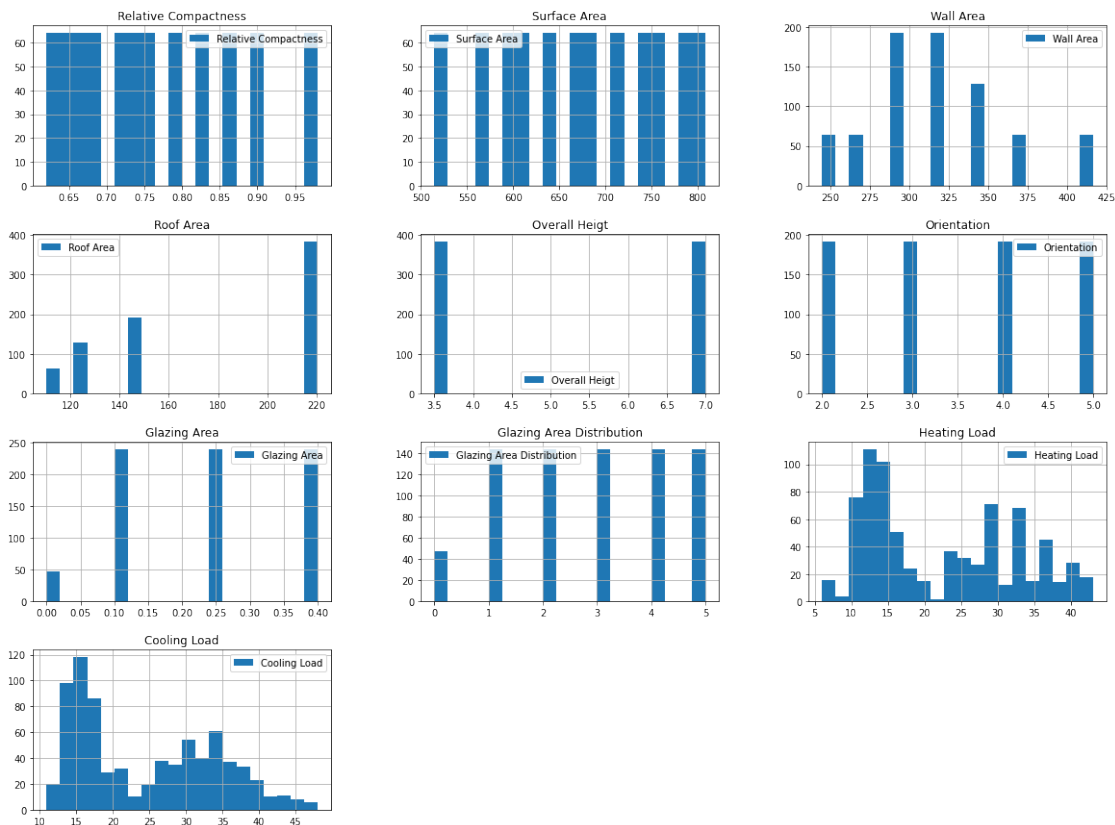 Relative Compactness Surface Area Wall Area
60 50 40 30 20 10 0
Relative Compactness
0.65 0.70 0.75 0.80 0.85 0.90 0.95
60 50 40 30 20 10 0
Surface Area
500 550 600 650 700 750 800
200 150 100 50 0
Wall Area
250 275 300 325 350 375 400 425
Roof Area Overall Heigt Orientation
400 300 200 100 0
Roof Area
120 140 160 180 200 220
400 300 200 100 0
Overall Heigt
3.5 4.0 4.5 5.0 5.5 6.0 6.5 7.0
200 150 100 50 0
Orientation
2.0 2.5 3.0 3.5 4.0 4.5 5.0
Glazing Area Glazing Area Distribution Heating Load
250 200 150 100 50 0
Glazing Area
0.00 0.05 0.10 0.15 0.20 0.25 0.30 0.35 0.40
140 120 100 80 60 40 20 0
Glazing Area Distribution
0 1 2 3 4 5
100 80 60 40 20 0
Heating Load
5 10 15 20 25 30 35 40
Cooling Load
120 100 80 60 40 20 0
Cooling Load
10 15 20 25 30 35 40 45